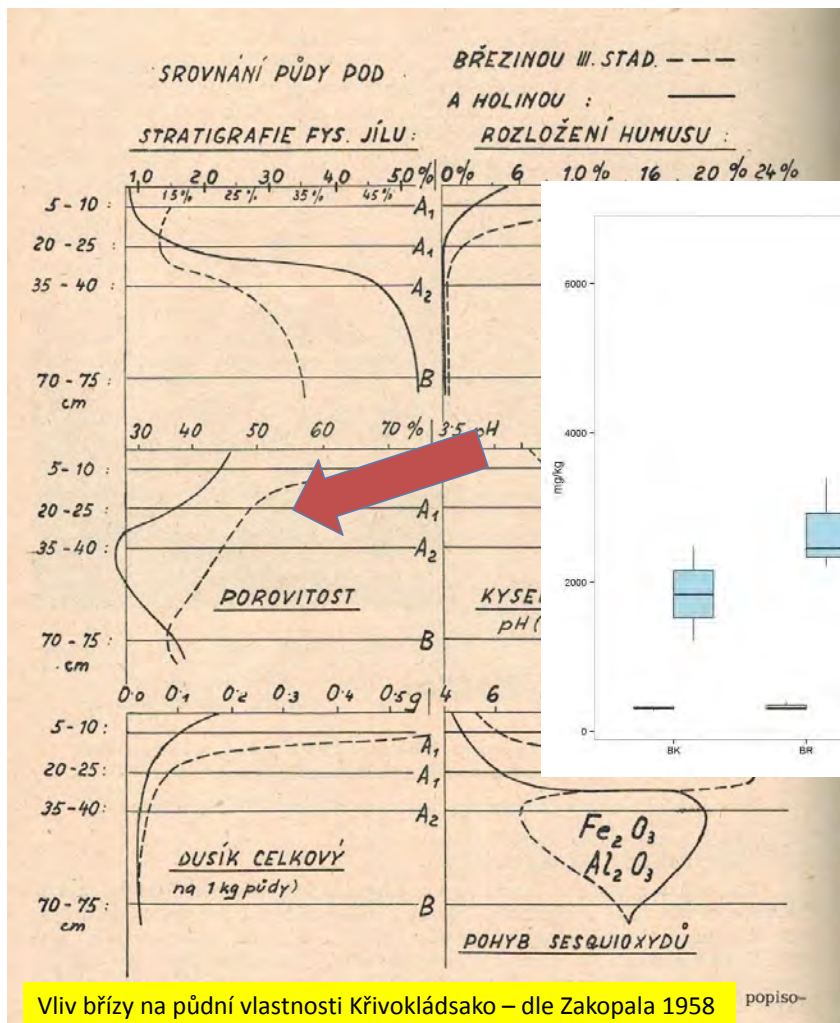 SROVNÁNÍ PŮDY POD
BŘEZINOU III. STAD.
A HOLINOU :
STRATIGRAFIE FYS. JÍLU :
ROZLOŽENÍ HUMUSU :
1,0 2,0 3,0 4,0 5,0% 0% 6 1.0% 16 20% 24%
15% 25% 35% 45%
5-10 : A1
20-25 : A1
35-40 : A2
70-75 : B
cm
30 40 50 60 70% 3·5 pH
5-10 :
20-25 : A1
35-40 : A2
POROVITOST
KYSE
pH (
70-75 : B
cm
0·0 0·1 0·2 0·3 0·4 0·5g 4 6
5-10 : A1
20-25 : A1
35-40 : A2
Fe2O3
Al2O3
DUSÍK CELKOVÝ
na 1 kg půdy)
70-75 : B
cm
POHYB SESQUIOXYDŮ
6000
4000
mg/kg
2000
0
BK BR
popiso–
Vliv břízy na půdní vlastnosti Křivokládsako – dle Zakopala 1958